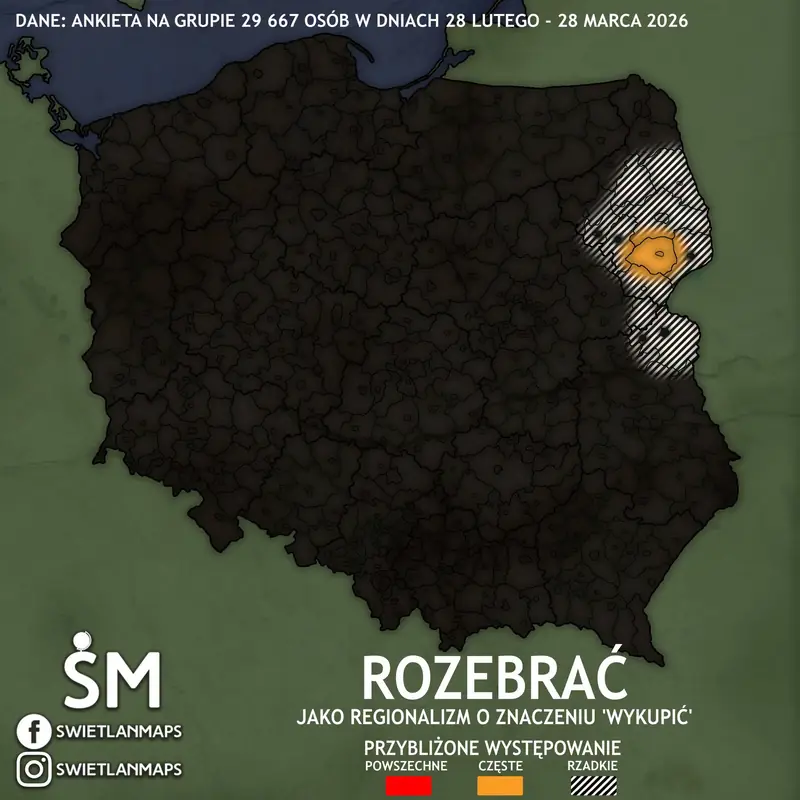 DANE: ANKIETA NA GRUPIE 29 667 OSÓB W DNIACH 28 LUTEGO - 28 MARCA 2026
ŚM
SWIETLANMAPS
SWIETLANMAPS
ROZEBRAĆ
JAKO REGIONALIZM O ZNACZENIU 'WYKUPIĆ'
PRZYBLIŻONE WYSTĘPOWANIE
POWSZECHNE CZĘSTE RZADKIE